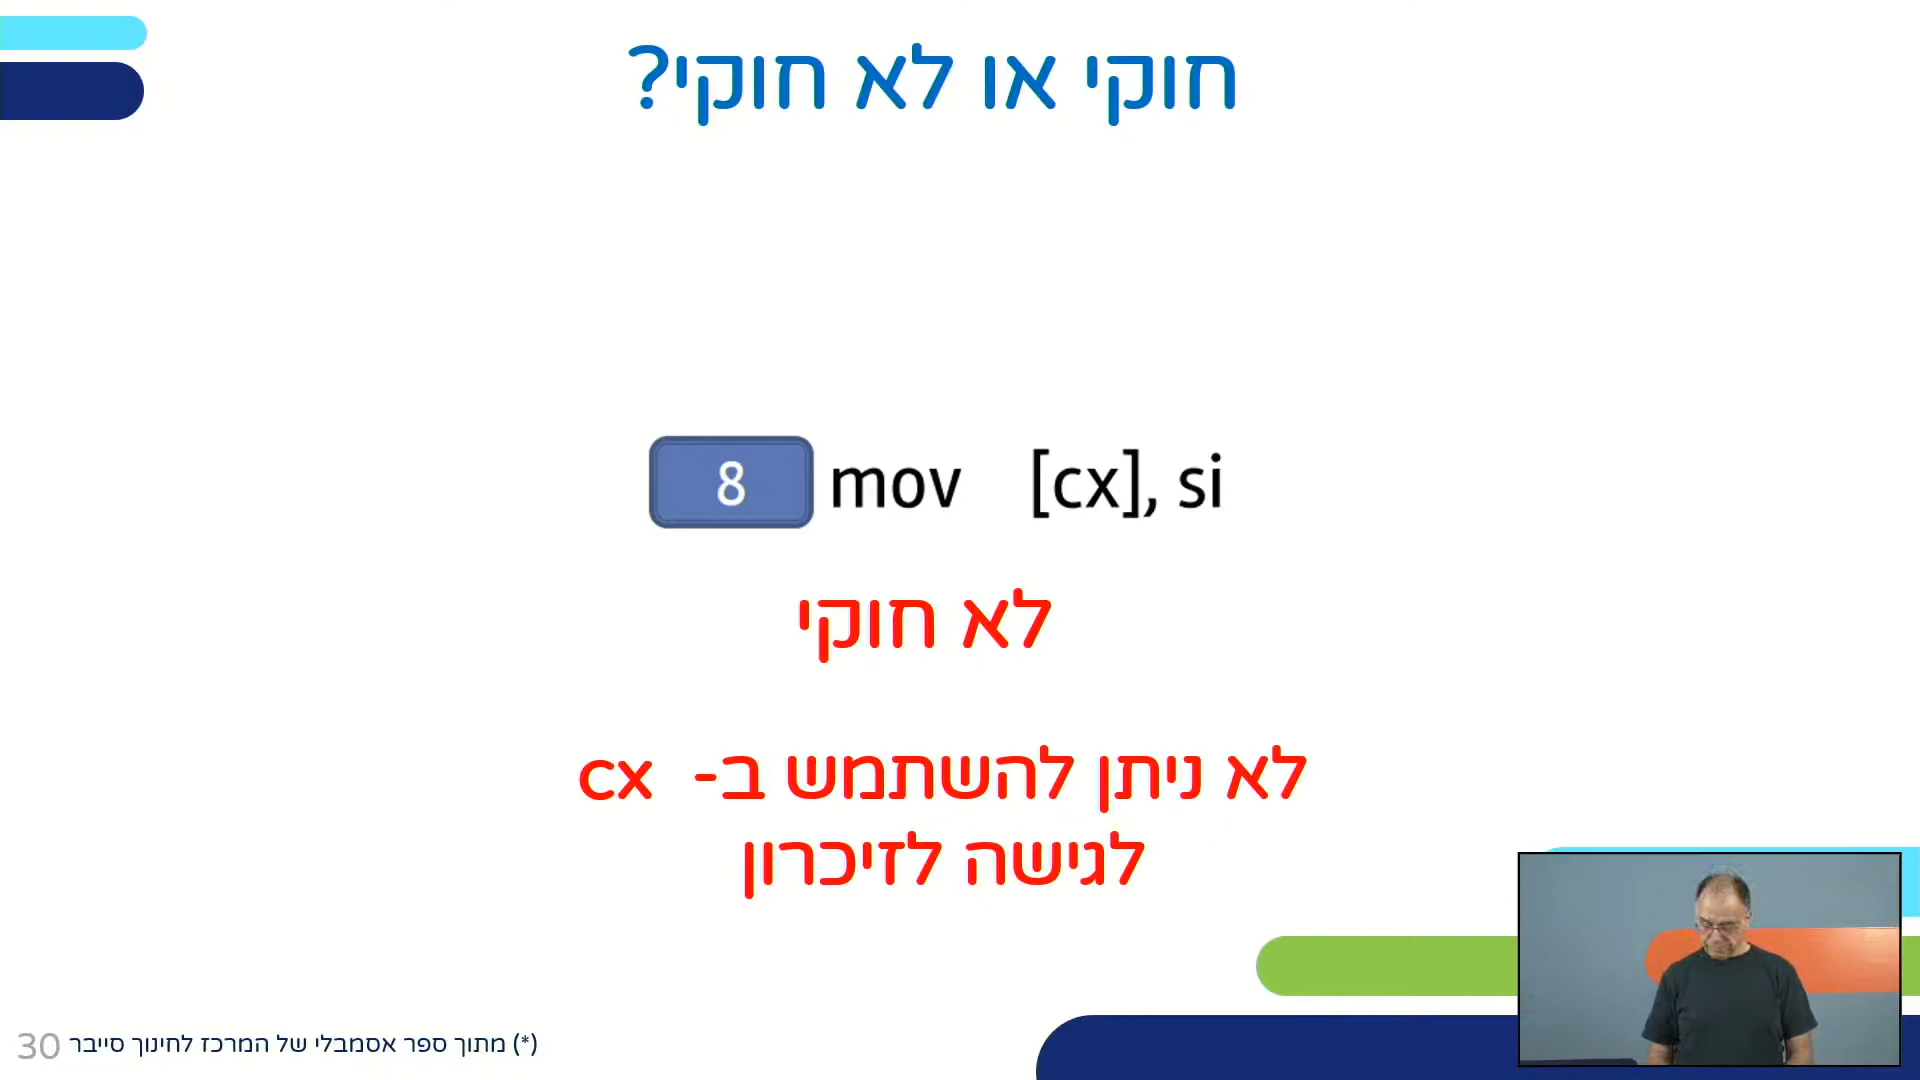 חוקי או לא חוקי?
8 mov [cx], si
לא חוקי
לא ניתן להשתמש ב- cx
לגישה לזיכרון
(*) מתוך ספר אסמבלי של המרכז לחינוך סייבר
30